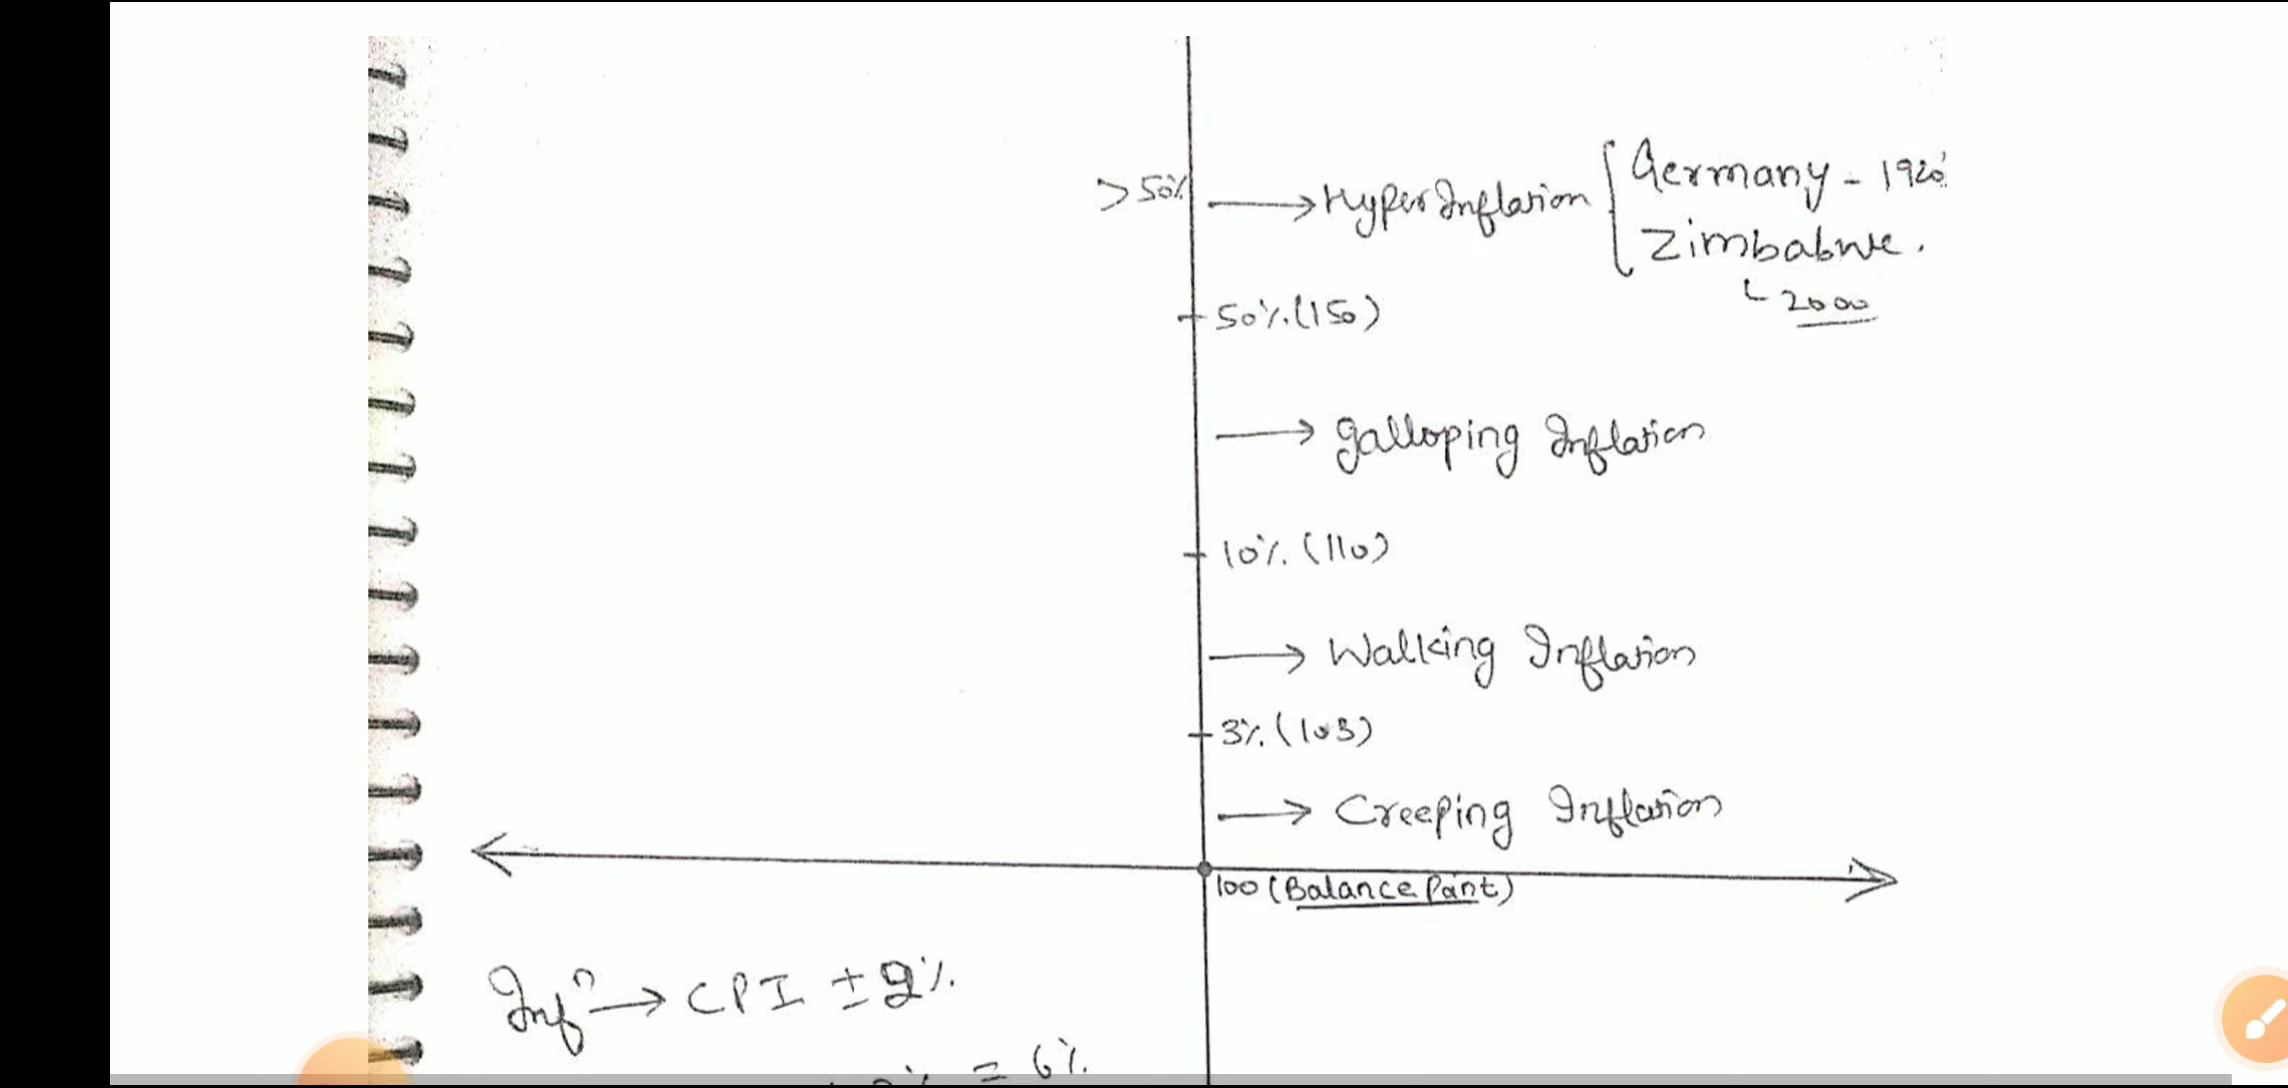 >50% → Hyper Inflation { Germany - 1920
Zimbabwe.
↳ 2000
50% (150)
→ galloping Inflation
10% (110)
→ Walking Inflation
3% (103)
→ Creeping Inflation
100 (Balance Point)
Infⁿ → CPI ± 2%.
= 6%